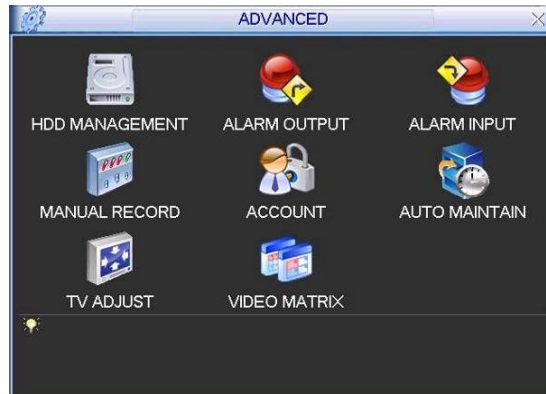 ADVANCED
HDD MANAGEMENT ALARM OUTPUT ALARM INPUT
MANUAL RECORD ACCOUNT AUTO MAINTAIN
TV ADJUST VIDEO MATRIX